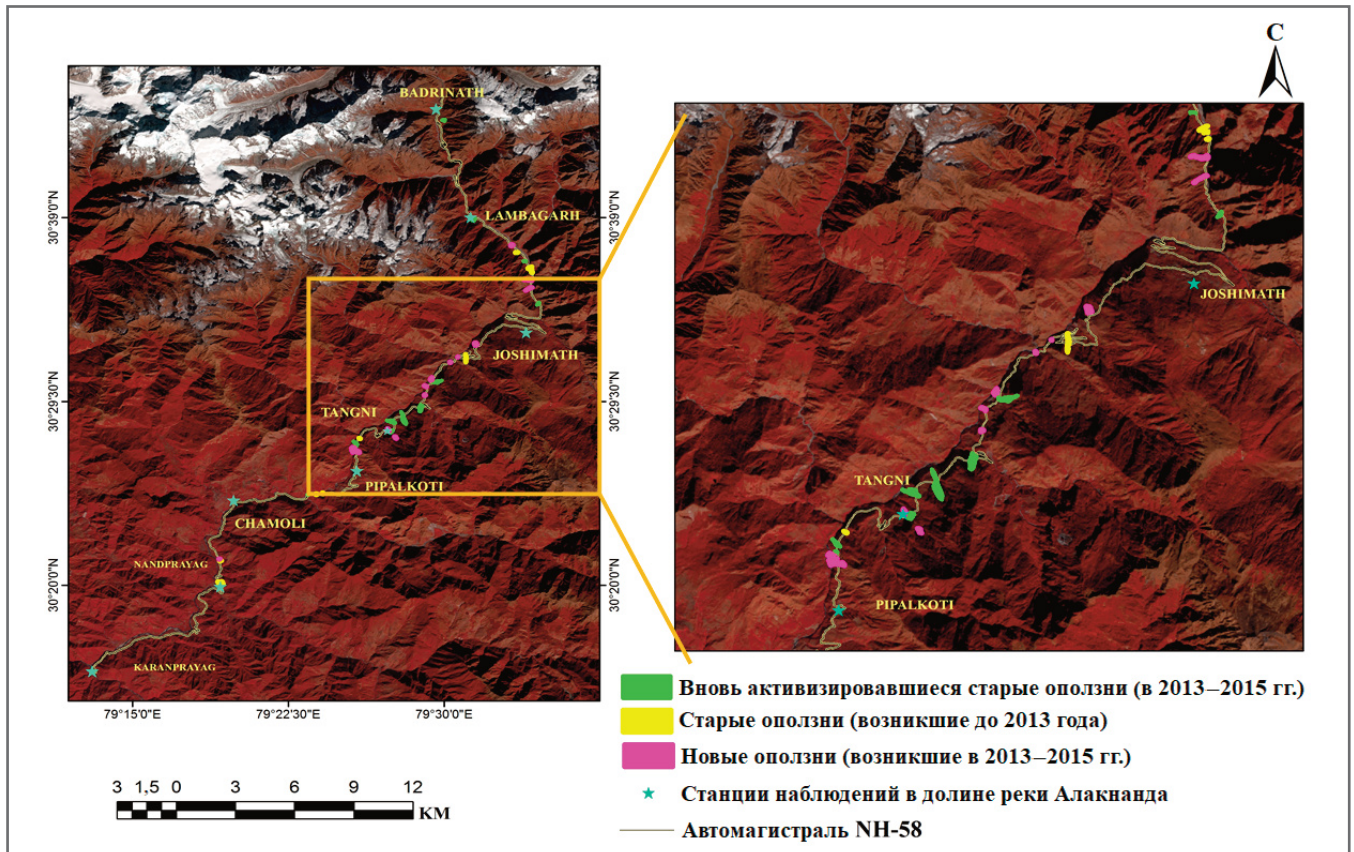 C
BADRINATH
LAMBAGARH
JOSHIMATH
TANGNI
PIPALKOTI
CHAMOLI
NANDPRAYAG
KARANPRAYAG
30°39'0"N
30°29'30"N
30°20'0"N
30°39'0"N
30°29'30"N
30°20'0"N
79°15'0"E
79°22'30"E
79°30'0"E
JOSHIMATH
TANGNI
PIPALKOTI
3 1,5 0 3 6 9 12
KM
Вновь активизировавшиеся старые оползни (в 2013–2015 гг.)
Старые оползни (возникшие до 2013 года)
Новые оползни (возникшие в 2013–2015 гг.)
Станции наблюдений в долине реки Алакнанда
Автомагистраль NH-58